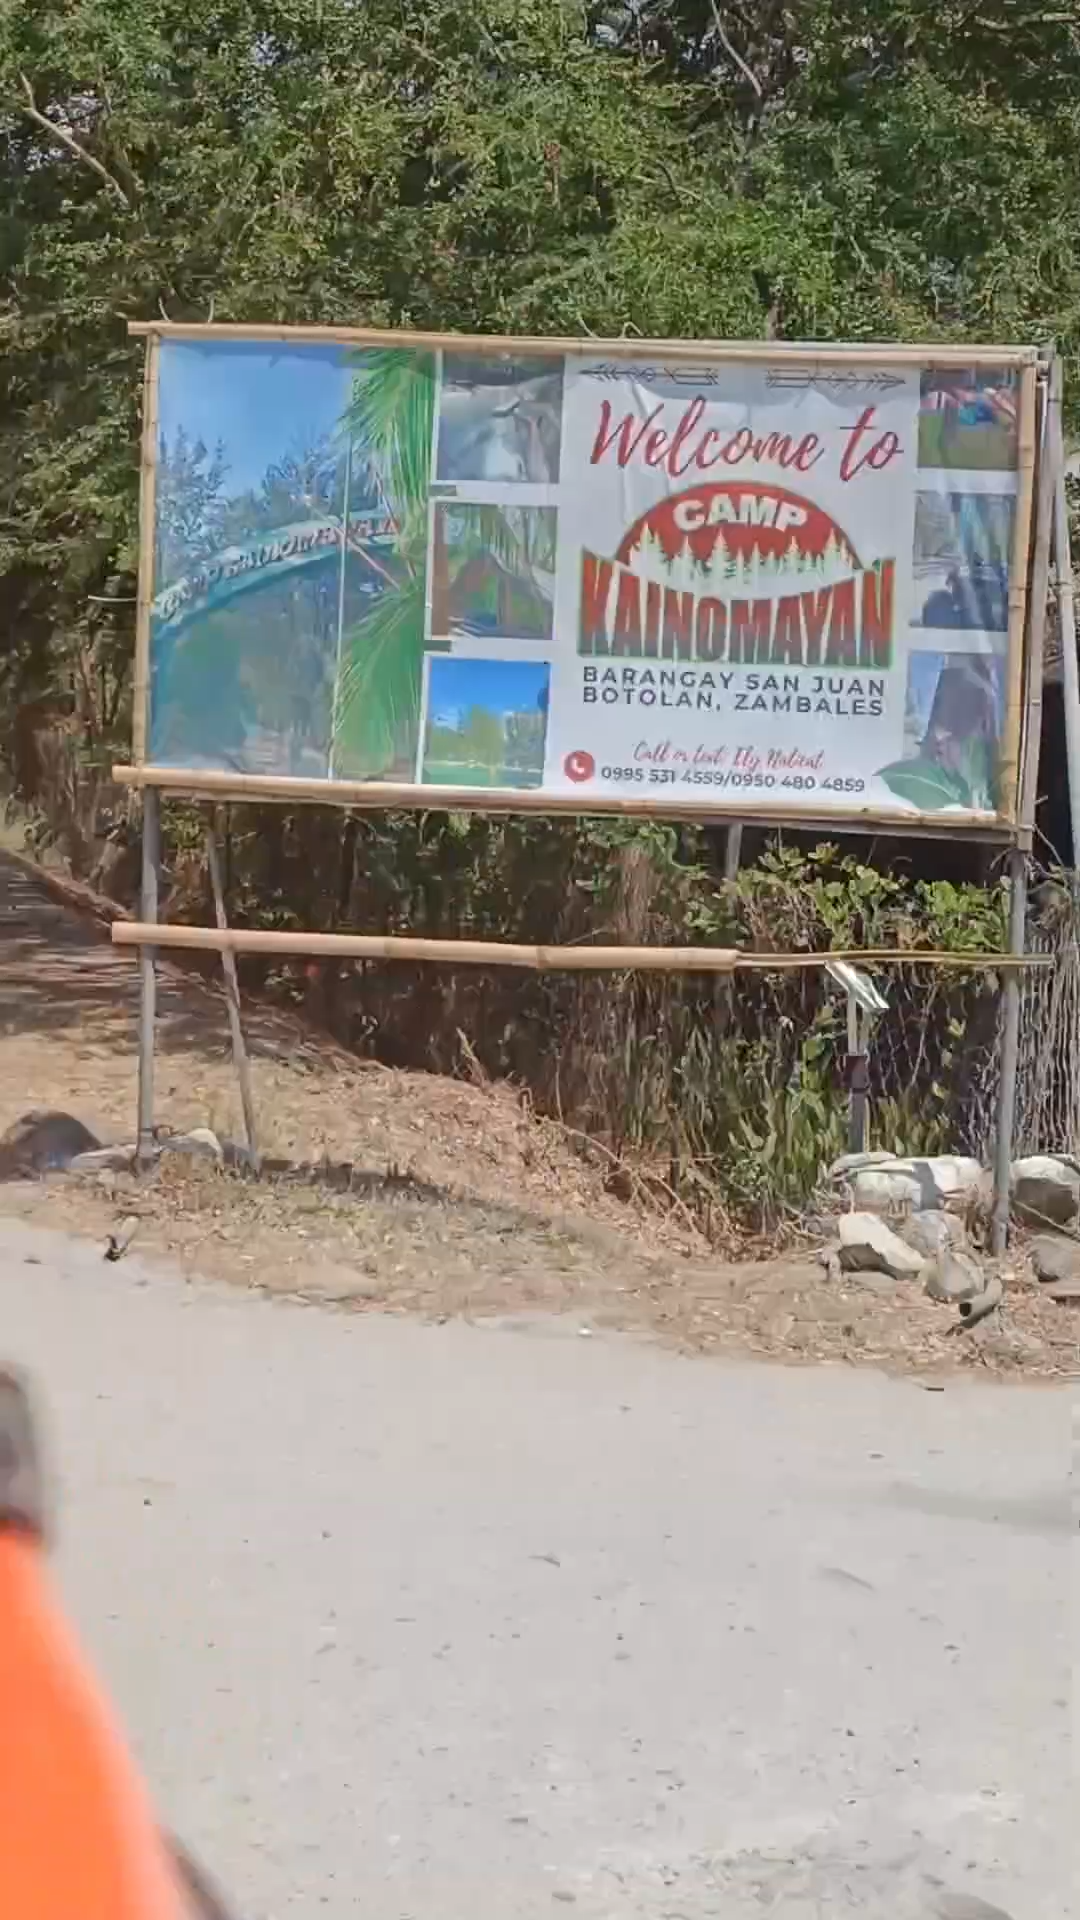 Welcome to
CAMP
KAINOMAYAN
BARANGAY SAN JUAN
BOTOLAN, ZAMBALES
Call or text: Ely
0995 531 4559/0950 480 4859